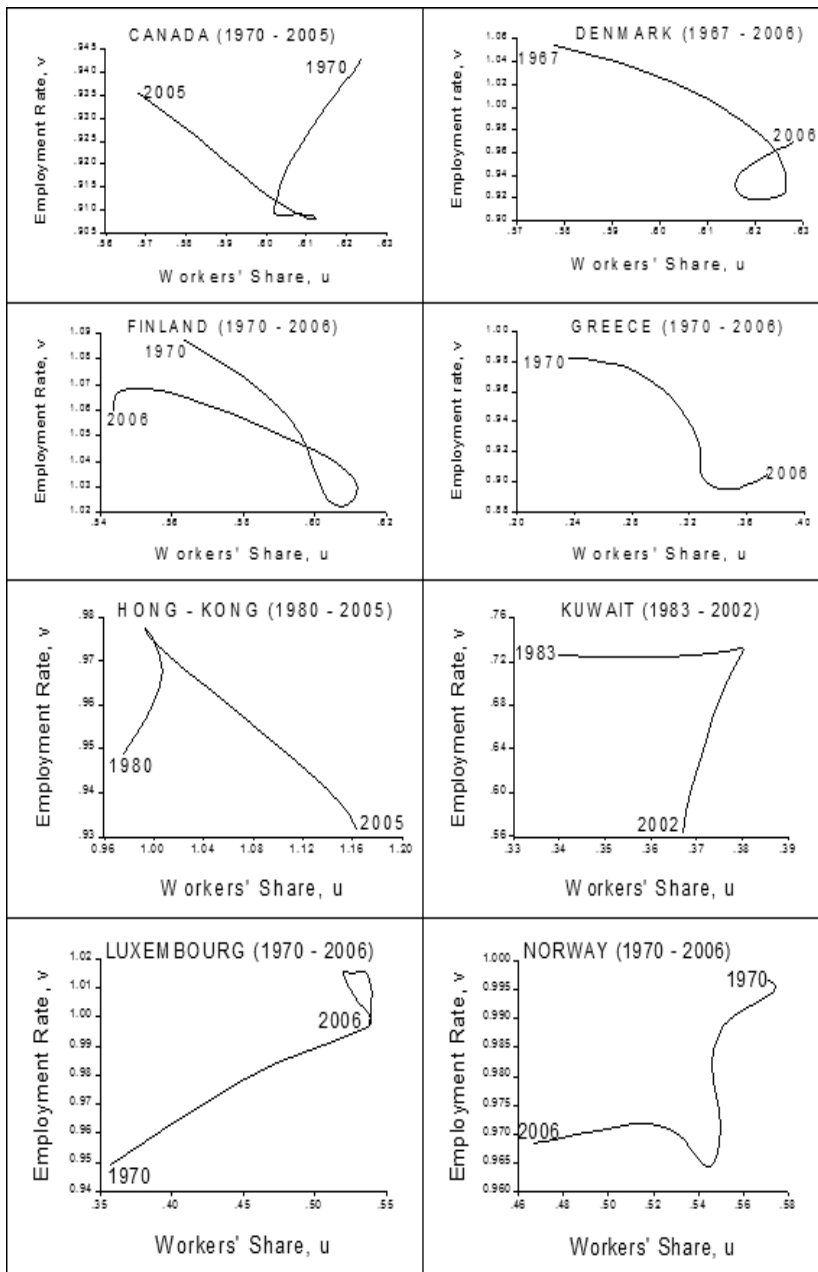 CANADA (1970 - 2005)
Employment Rate, v
.945
.940
.935
.930
.925
.920
.915
.910
.905
1970
2005
.56 .57 .58 .59 .60 .61 .62 .63
Workers' Share, u
DENMARK (1967 - 2006)
Employment rate, v
1.06
1.04
1.02
1.00
0.98
0.96
0.94
0.92
0.90
1967
2006
.57 .58 .59 .60 .61 .62 .63
Workers' Share, u
FINLAND (1970 - 2006)
Employment Rate, v
1.09
1.08
1.07
1.06
1.05
1.04
1.03
1.02
1970
2006
.54 .56 .58 .60 .62
Workers' Share, u
GREECE (1970 - 2006)
Employment rate, v
1.00
0.98
0.96
0.94
0.92
0.90
0.88
1970
2006
.20 .24 .28 .32 .36 .40
Workers' Share, u
HONG - KONG (1980 - 2005)
Employment Rate, v
.98
.97
.96
.95
.94
.93
1980
2005
0.96 1.00 1.04 1.08 1.12 1.16 1.20
Workers' Share, u
KUWAIT (1983 - 2002)
Employment Rate, v
.76
.72
.68
.64
.60
.56
1983
2002
.33 .34 .35 .36 .37 .38 .39
Workers' Share, u
LUXEMBOURG (1970 - 2006)
Employment Rate, v
1.02
1.01
1.00
0.99
0.98
0.97
0.96
0.95
0.94
2006
1970
.35 .40 .45 .50 .55
Workers' Share, u
NORWAY (1970 - 2006)
Employment Rate, v
1.000
0.995
0.990
0.985
0.980
0.975
0.970
0.965
0.960
1970
2006
.46 .48 .50 .52 .54 .56 .58
Workers' Share, u